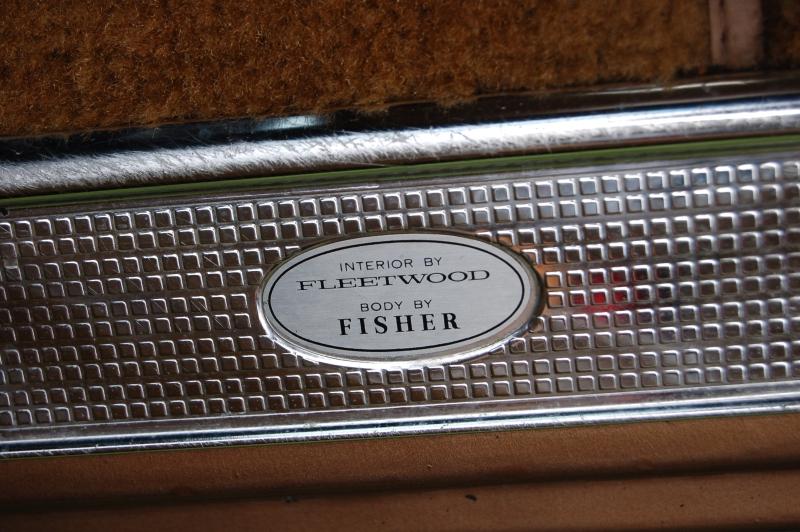 INTERIOR BY
FLEETWOOD
BODY BY
FISHER